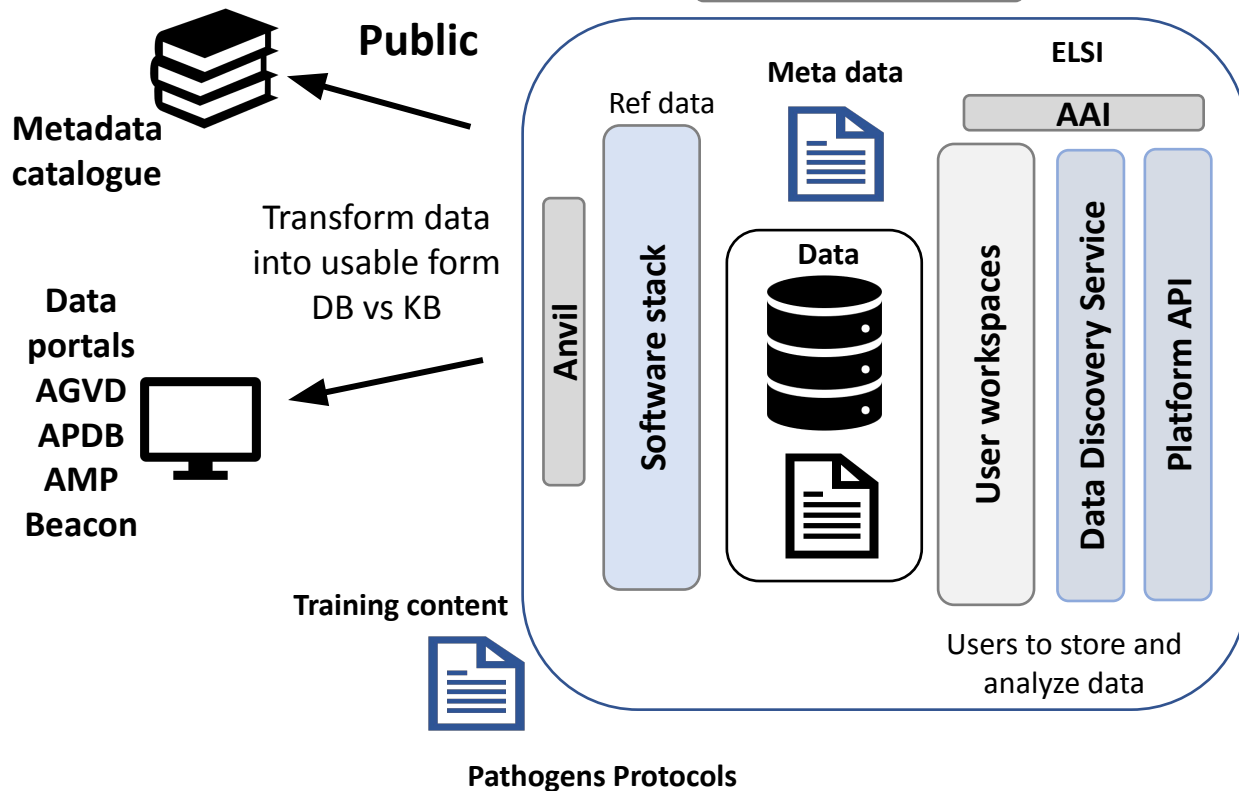 Public
Metadata
catalogue
Transform data
into usable form
DB vs KB
Data
portals
AGVD
APDB
AMP
Beacon
Training content
Pathogens Protocols
ELSI
Meta data
Ref data
AAI
Anvil
Software stack
Data
User workspaces
Data Discovery Service
Platform API
Users to store and
analyze data